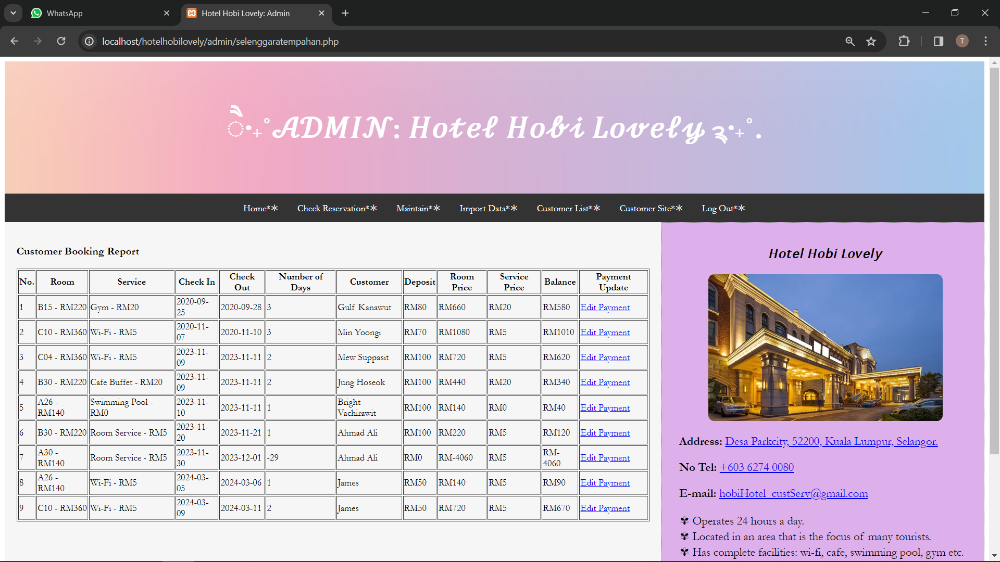 WhatsApp
Hotel Hobi Lovely: Admin
localhost/hotelhobilovely/admin/selenggaratempahan.php
T
ADMIN: Hotel Hobi Lovely
Home*∗ Check Reservation*∗ Maintain*∗ Import Data*∗ Customer List*∗ Customer Site*∗ Log Out*∗
Customer Booking Report
No. Room Service Check In Check Out Number of Days Customer Deposit Room Price Service Price Balance Payment Update
1 B15 - RM220 Gym - RM20 2020-09-25 2020-09-28 3 Gulf Kanawut RM80 RM660 RM20 RM580 Edit Payment
2 C10 - RM360 Wi-Fi - RM5 2020-11-07 2020-11-10 3 Min Yoongi RM70 RM1080 RM5 RM1010 Edit Payment
3 C04 - RM360 Wi-Fi - RM5 2023-11-09 2023-11-11 2 Mew Suppasit RM100 RM720 RM5 RM620 Edit Payment
4 B30 - RM220 Cafe Buffet - RM20 2023-11-09 2023-11-11 2 Jung Hoseok RM100 RM440 RM20 RM340 Edit Payment
5 A26 - RM140 Swimming Pool - RM0 2023-11-10 2023-11-11 1 Bright Vachirawit RM100 RM140 RM0 RM40 Edit Payment
6 B30 - RM220 Room Service - RM5 2023-11-20 2023-11-21 1 Ahmad Ali RM100 RM220 RM5 RM120 Edit Payment
7 A30 - RM140 Room Service - RM5 2023-11-30 2023-12-01 -29 Ahmad Ali RM0 RM-4060 RM5 RM-4060 Edit Payment
8 A26 - RM140 Wi-Fi - RM5 2024-03-05 2024-03-06 1 James RM50 RM140 RM5 RM90 Edit Payment
9 C10 - RM360 Wi-Fi - RM5 2024-03-09 2024-03-11 2 James RM50 RM720 RM5 RM670 Edit Payment
Hotel Hobi Lovely
Address: Desa Parkcity, 52200, Kuala Lumpur, Selangor.
No Tel: +603 6274 0080
E-mail: hobiHotel_custServ@gmail.com
✾ Operates 24 hours a day.
✾ Located in an area that is the focus of many tourists.
✾ Has complete facilities: wi-fi, cafe, swimming pool, gym etc.